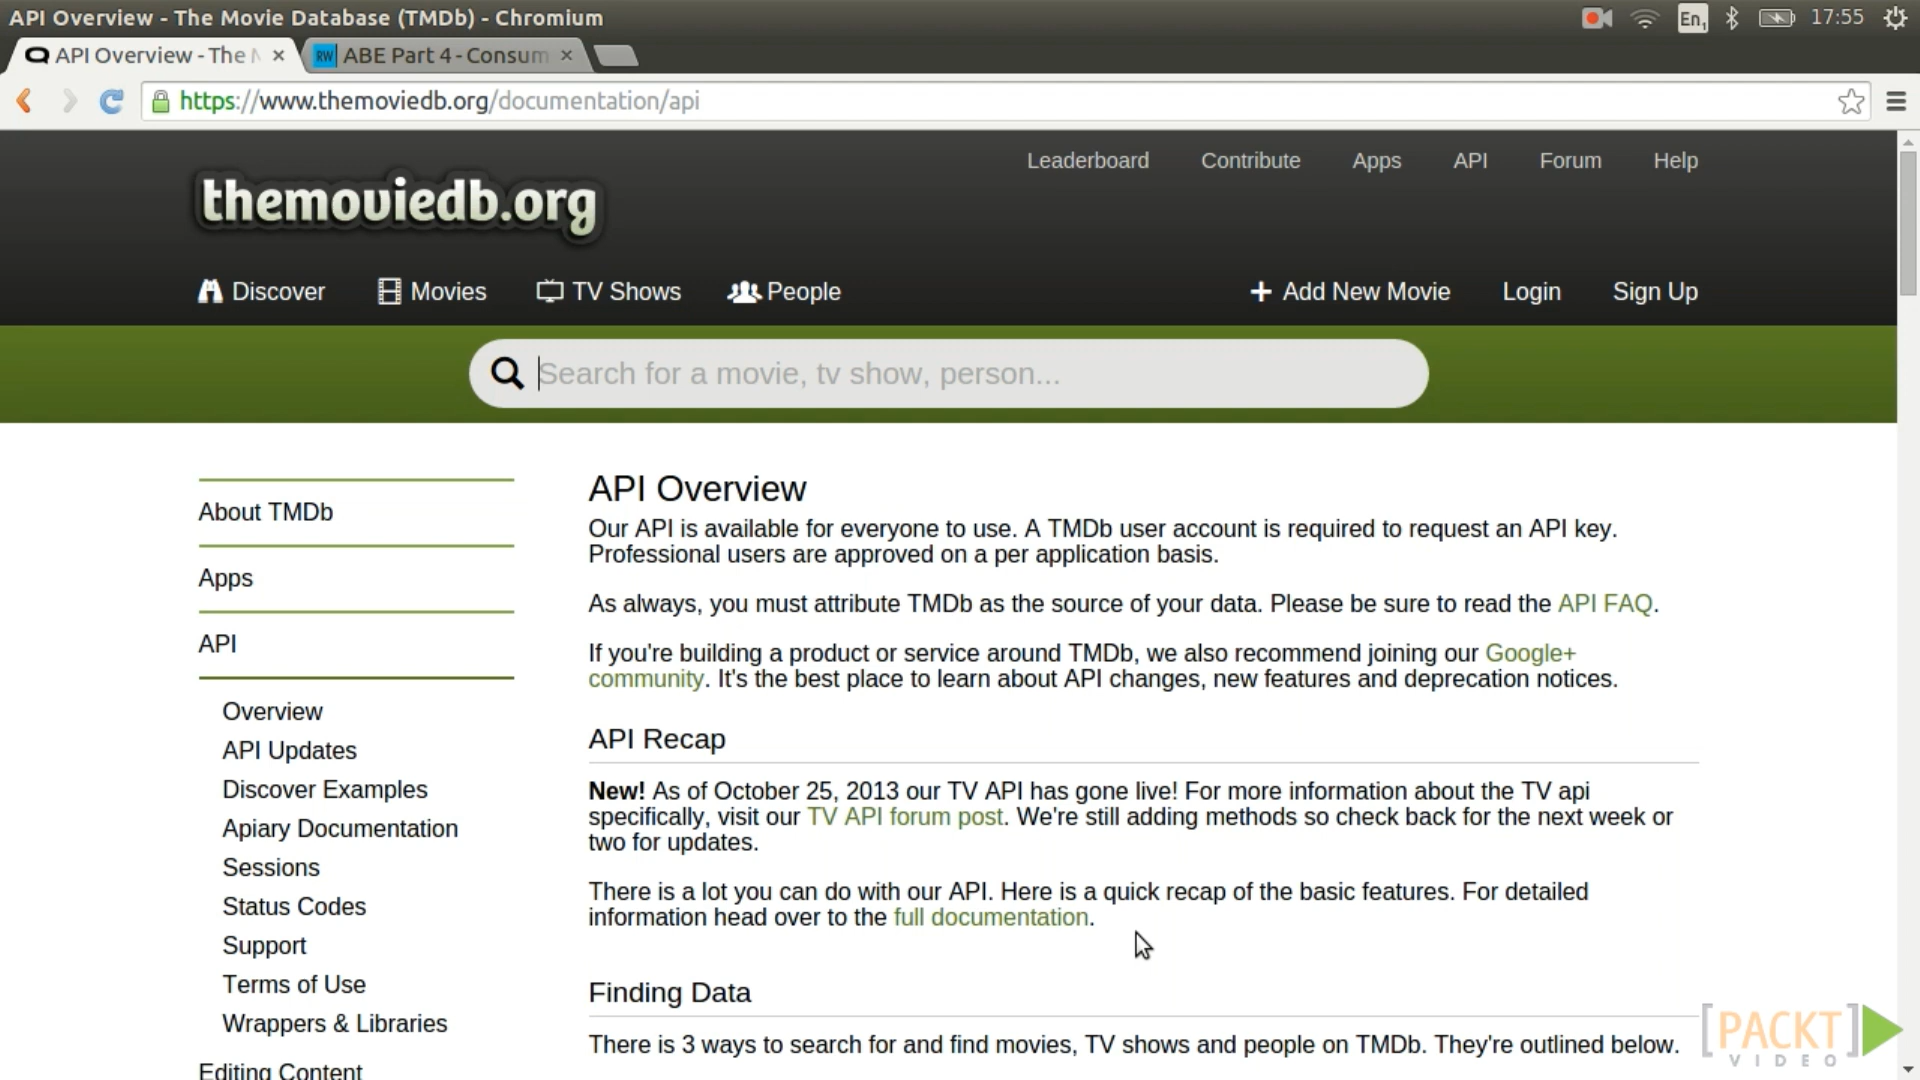 API Overview - The Movie Database (TMDb) - Chromium
En1 17:55
API Overview - The
RW ABE Part 4 - Consum
https://www.themoviedb.org/documentation/api
Leaderboard Contribute Apps API Forum Help
themoviedb.org
Discover Movies TV Shows People + Add New Movie Login Sign Up
Search for a movie, tv show, person...
About TMDb
Apps
API
Overview
API Updates
Discover Examples
Apiary Documentation
Sessions
Status Codes
Support
Terms of Use
Wrappers & Libraries
Editing Content
API Overview
Our API is available for everyone to use. A TMDb user account is required to request an API key.
Professional users are approved on a per application basis.
As always, you must attribute TMDb as the source of your data. Please be sure to read the API FAQ.
If you're building a product or service around TMDb, we also recommend joining our Google+
community. It's the best place to learn about API changes, new features and deprecation notices.
API Recap
New! As of October 25, 2013 our TV API has gone live! For more information about the TV api
specifically, visit our TV API forum post. We're still adding methods so check back for the next week or
two for updates.
There is a lot you can do with our API. Here is a quick recap of the basic features. For detailed
information head over to the full documentation.
Finding Data
There is 3 ways to search for and find movies, TV shows and people on TMDb. They're outlined below.
[PACKT]
VIDEO